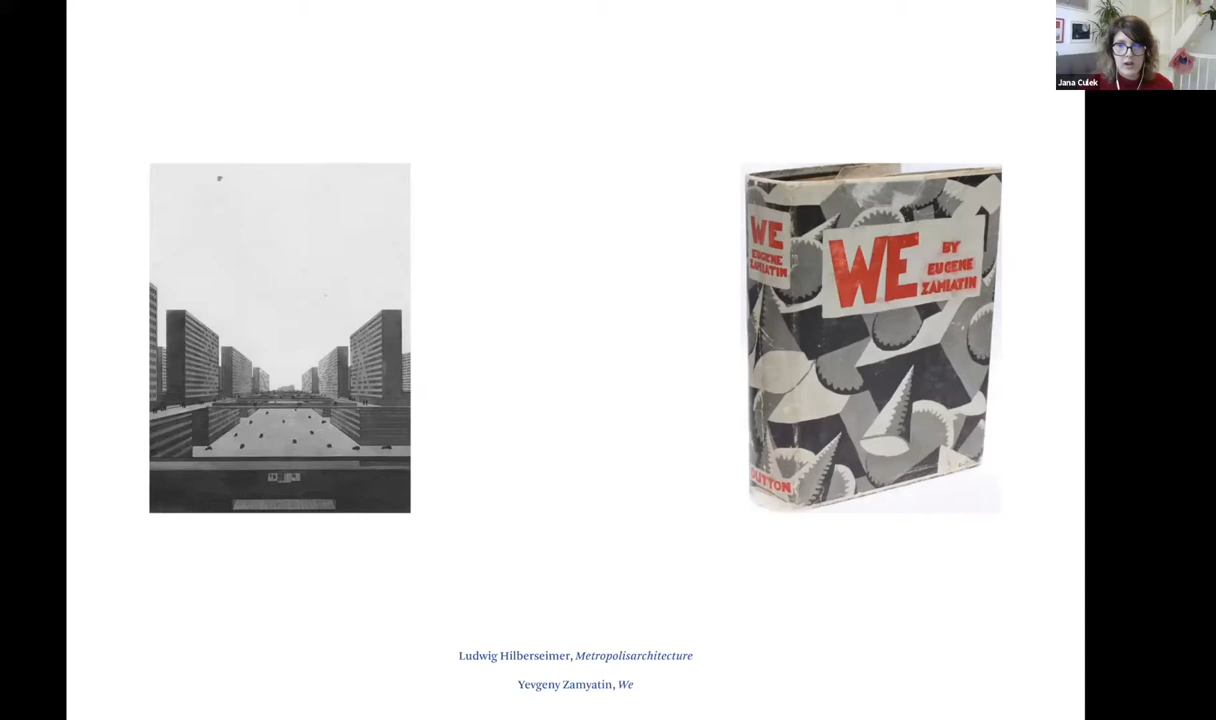 Jana Culek
WE
EUGENE
ZAMIATIN
WE
BY
EUGENE
ZAMIATIN
DUTTON
Ludwig Hilberseimer, Metropolisarchitecture
Yevgeny Zamyatin, We